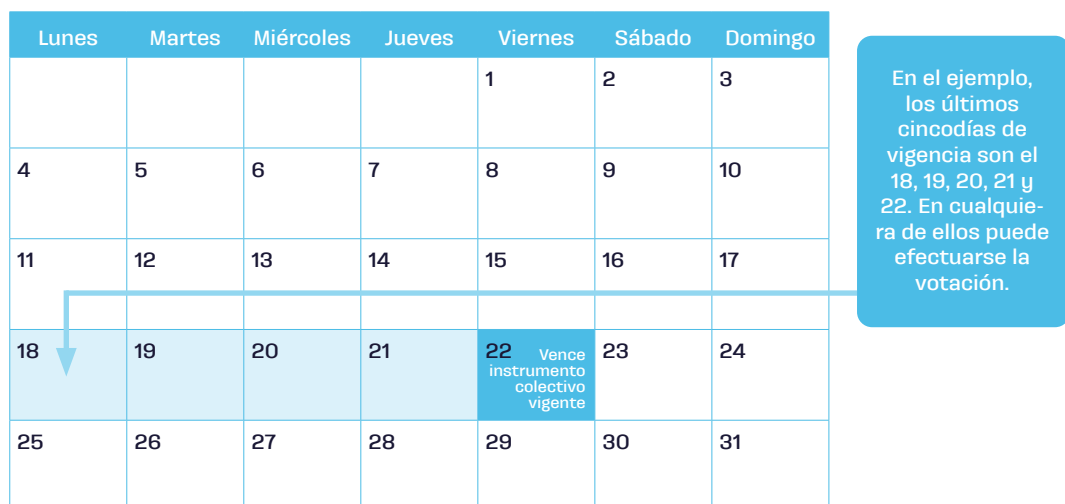 Lunes Martes Miércoles Jueves Viernes Sábado Domingo
1 2 3
4 5 6 7 8 9 10
11 12 13 14 15 16 17
18 19 20 21 22 Vence 23 24
instrumento
colectivo
vigente
25 26 27 28 29 30 31
En el ejemplo,
los últimos
cincodías de
vigencia son el
18, 19, 20, 21 y
22. En cualquie-
ra de ellos puede
efectuarse la
votación.